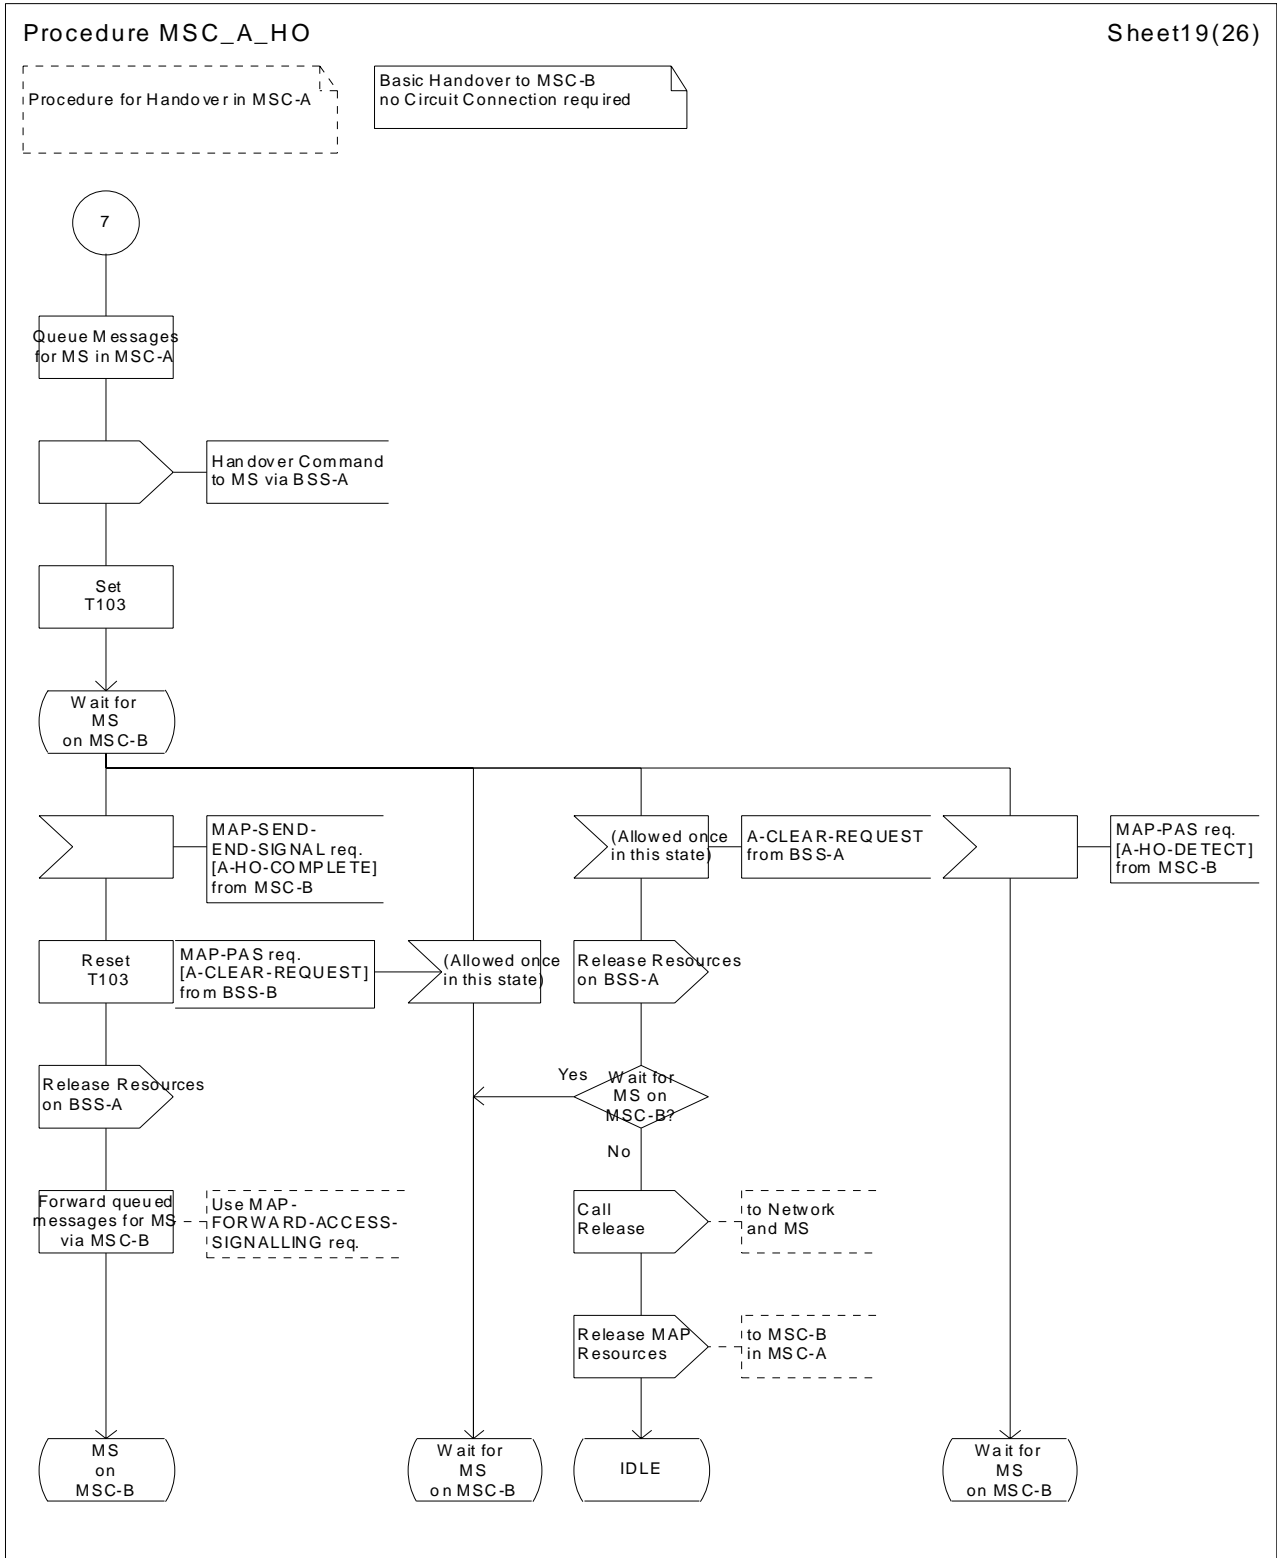 Procedure MSC_A_HO
Sheet19(26)
Procedure for Handover in MSC-A
Basic Handover to MSC-B
no Circuit Connection required
7
Queue Messages
for MS in MSC-A
Handover Command
to MS via BSS-A
Set
T103
Wait for
MS
on MSC-B
MAP-SEND-
END-SIGNAL req.
[A-HO-COMPLETE]
from MSC-B
(Allowed once
in this state)
A-CLEAR-REQUEST
from BSS-A
MAP-PAS req.
[A-HO-DETECT]
from MSC-B
Reset
T103
MAP-PAS req.
[A-CLEAR-REQUEST]
from BSS-B
(Allowed once
in this state)
Release Resources
on BSS-A
Release Resources
on BSS-A
Yes
Wait for
MS on
MSC-B?
No
Forward queued
messages for MS
via MSC-B
Use MAP-
FORWARD-ACCESS-
SIGNALLING req.
Call
Release
to Network
and MS
Release MAP
Resources
to MSC-B
in MSC-A
MS
on
MSC-B
Wait for
MS
on MSC-B
IDLE
Wait for
MS
on MSC-B